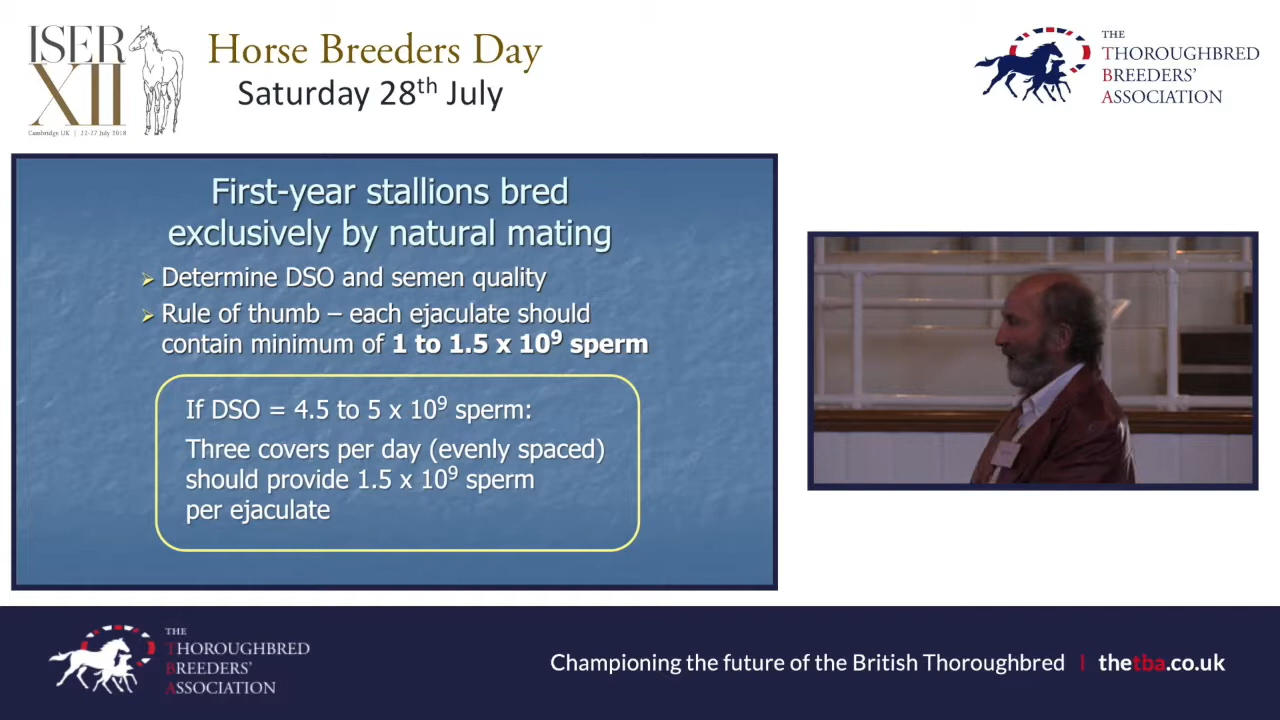 ISER
XII
Cambridge UK | 22-27 July 2018
Horse Breeders Day
Saturday 28th July
THE
THOROUGHBRED
BREEDERS'
ASSOCIATION
First-year stallions bred
exclusively by natural mating
➢ Determine DSO and semen quality
➢ Rule of thumb – each ejaculate should
contain minimum of 1 to 1.5 x 10⁹ sperm
If DSO = 4.5 to 5 x 10⁹ sperm:
Three covers per day (evenly spaced)
should provide 1.5 x 10⁹ sperm
per ejaculate
THE
THOROUGHBRED
BREEDERS'
ASSOCIATION
Championing the future of the British Thoroughbred | thetba.co.uk